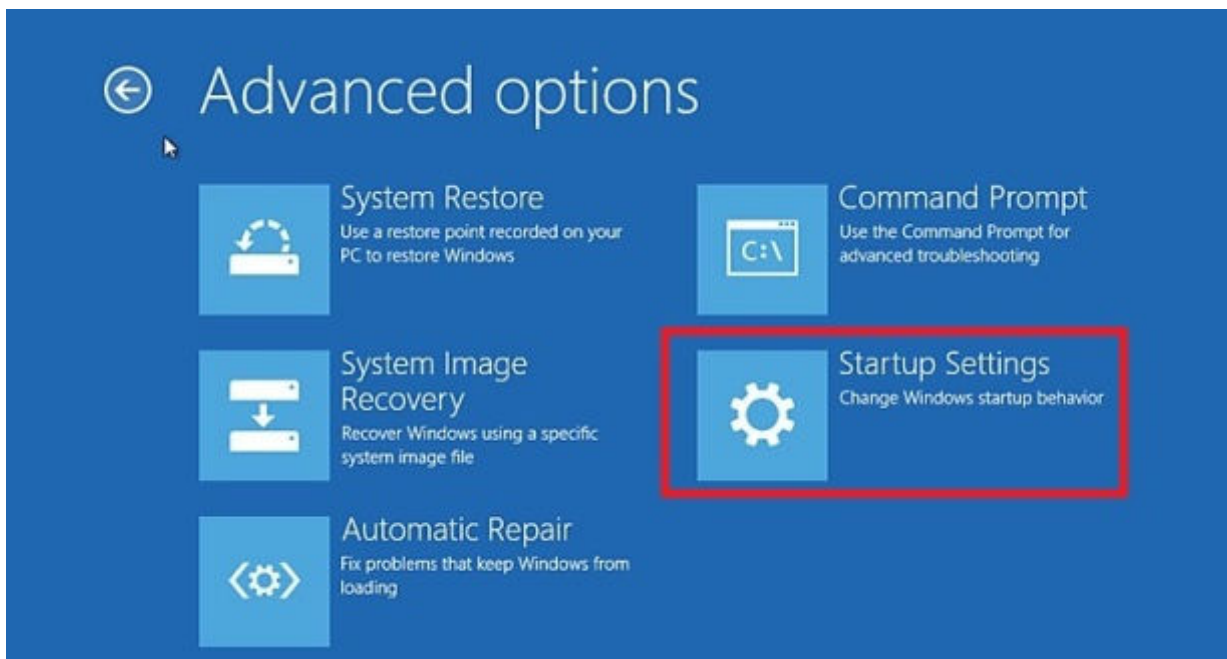 Advanced options
System Restore
Use a restore point recorded on your
PC to restore Windows
Command Prompt
Use the Command Prompt for
advanced troubleshooting
C:\
System Image
Recovery
Recover Windows using a specific
system image file
Startup Settings
Change Windows startup behavior
Automatic Repair
Fix problems that keep Windows from
loading